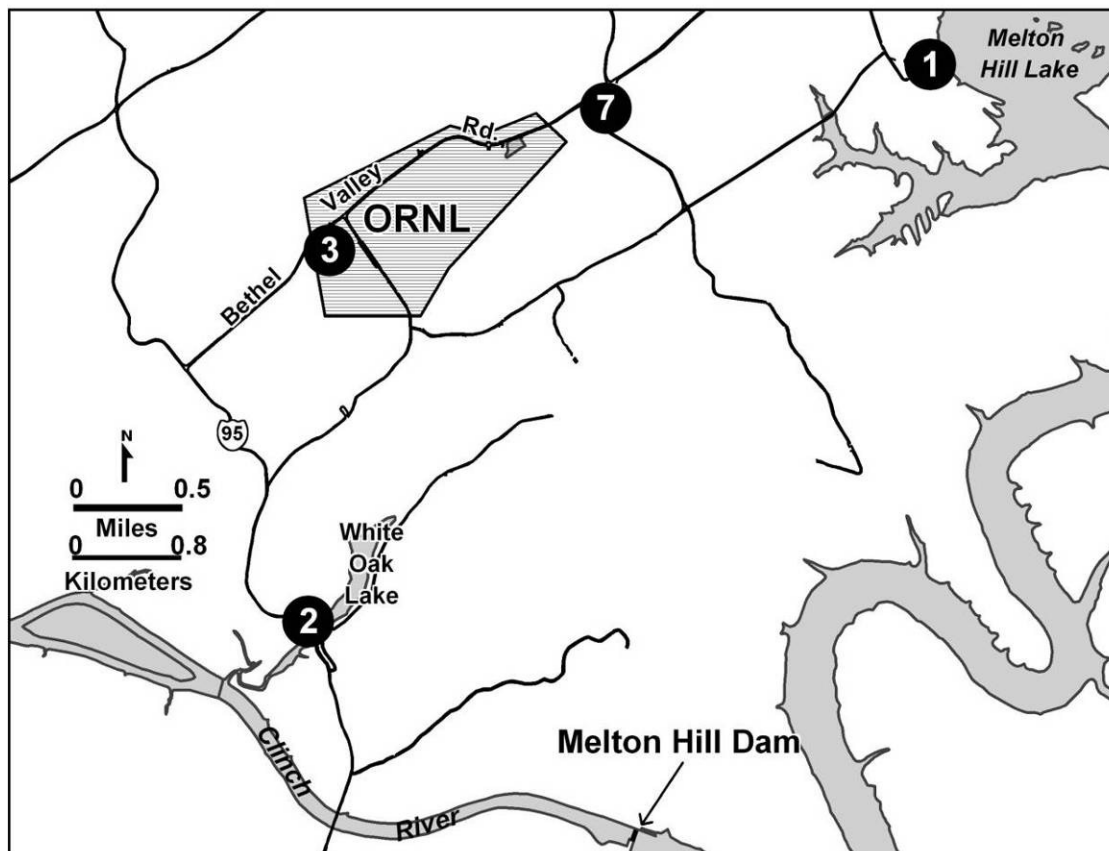 1
Melton
Hill Lake
7
Rd.
Valley
ORNL
3
Bethel
95
N
0 0.5
Miles
0 0.8
Kilometers
White
Oak
Lake
2
Melton Hill Dam
Clinch
River